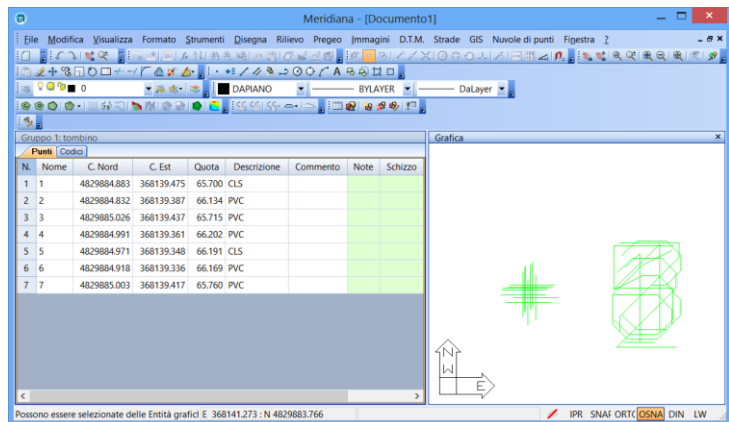 Meridiana - [Documento1]
File Modifica Visualizza Formato Strumenti Disegna Rilievo Pregeo Immagini D.T.M. Strade GIS Nuvole di punti Finestra ?
0 DAPIANO BYLAYER DaLayer
Gruppo 1: tombino
Grafica
Punti Codici
N. Nome C. Nord C. Est Quota Descrizione Commento Note Schizzo
1 1 4829884.883 368139.475 65.700 CLS
2 2 4829884.832 368139.387 66.134 PVC
3 3 4829885.026 368139.437 65.715 PVC
4 4 4829884.991 368139.361 66.202 PVC
5 5 4829884.971 368139.348 66.191 CLS
6 6 4829884.918 368139.336 66.169 PVC
7 7 4829885.003 368139.417 65.760 PVC
N
W
E
Possono essere selezionate delle Entità grafici E 368141.273 : N 4829883.766
IPR SNAF ORTC OSNA DIN LW